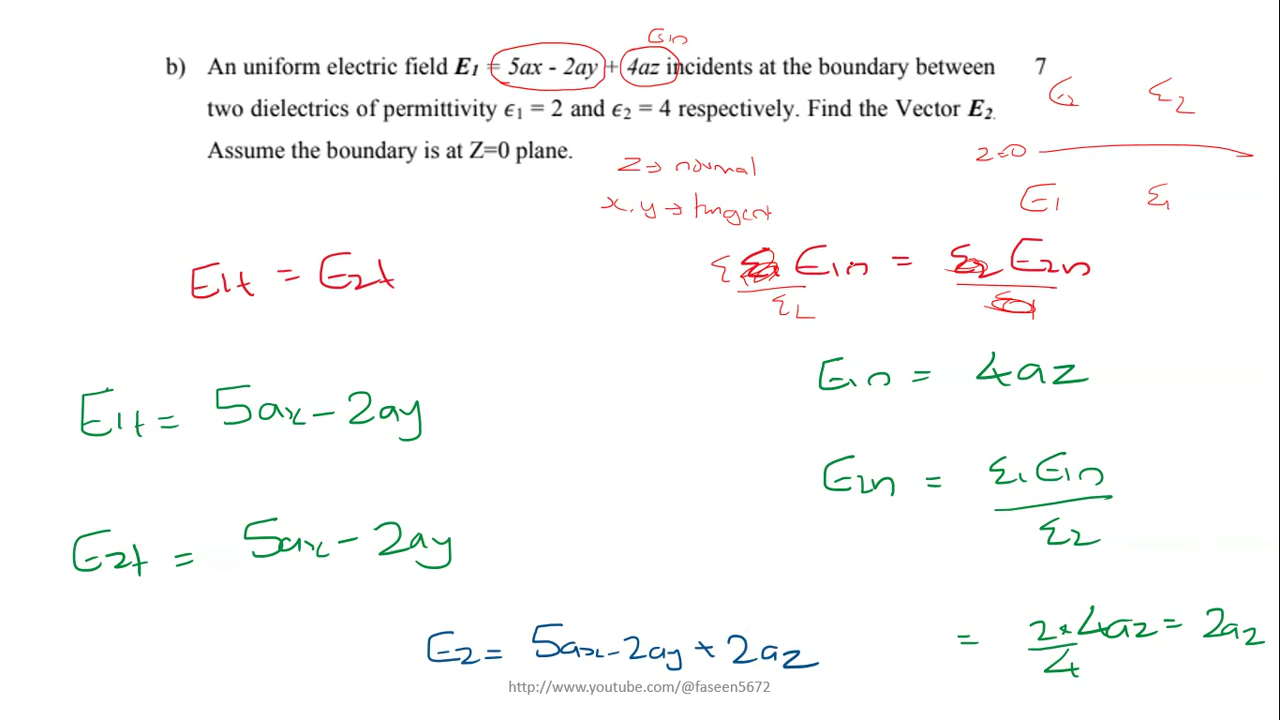 E1n
b) An uniform electric field E1 = 5ax - 2ay + 4az incidents at the boundary between 7
two dielectrics of permittivity ϵ1 = 2 and ϵ2 = 4 respectively. Find the Vector E2.
Assume the boundary is at Z=0 plane.
E2 ε2
z=0
E1 ε1
z → normal
x, y → tangent
E1t = E2t
E1n = E2n
ε2
E1n = 4az
E1t = 5ax - 2ay
E2n = ε1 E1n
ε2
E2t = 5ax - 2ay
= 2*4az = 2az
4
E2 = 5ax - 2ay + 2az
http://www.youtube.com/@faseen5672